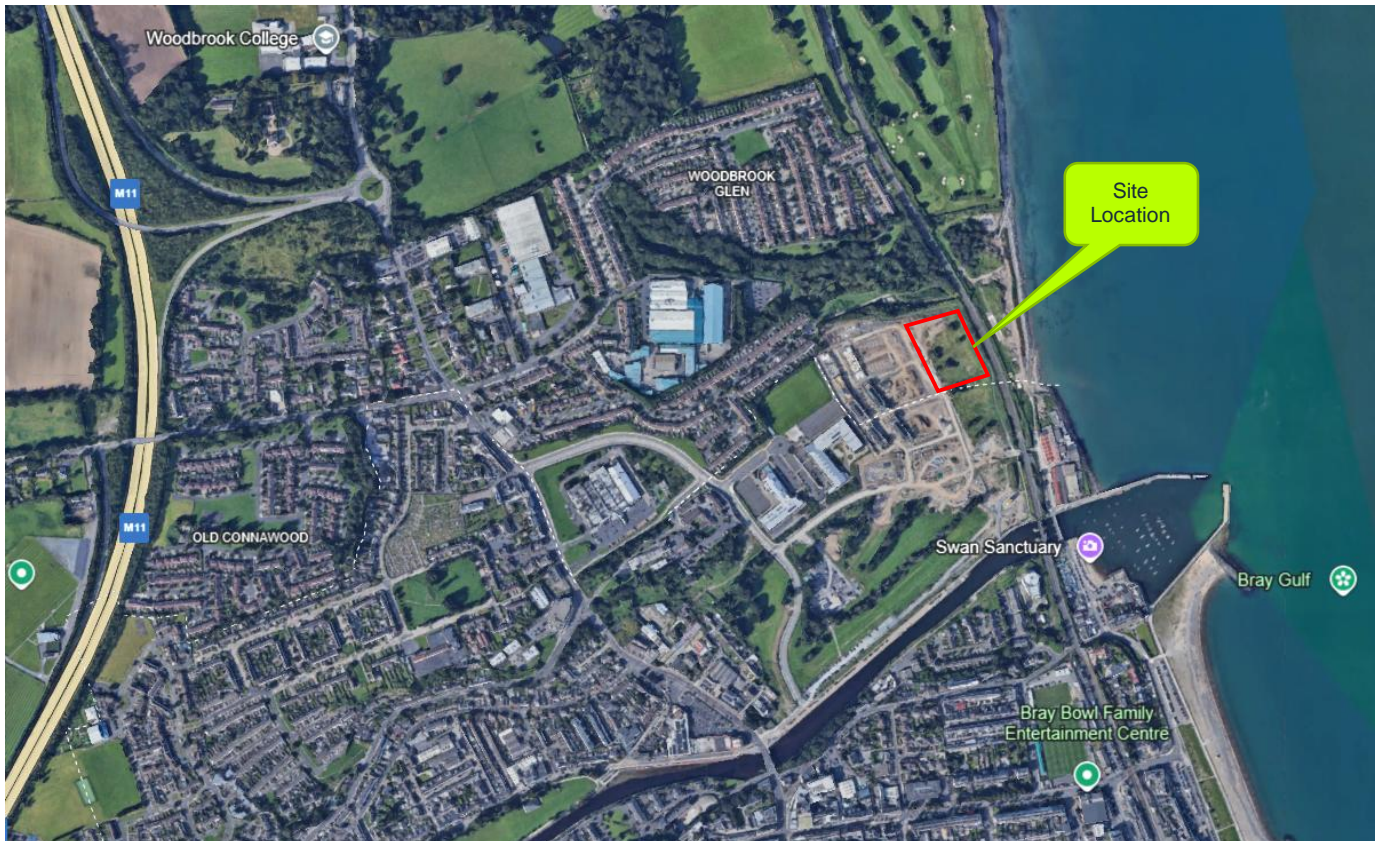 Woodbrook College
M11
WOODBROOK
GLEN
Site
Location
M11
OLD CONNAWOOD
Swan Sanctuary
Bray Gulf
Bray Bowl Family
Entertainment Centre